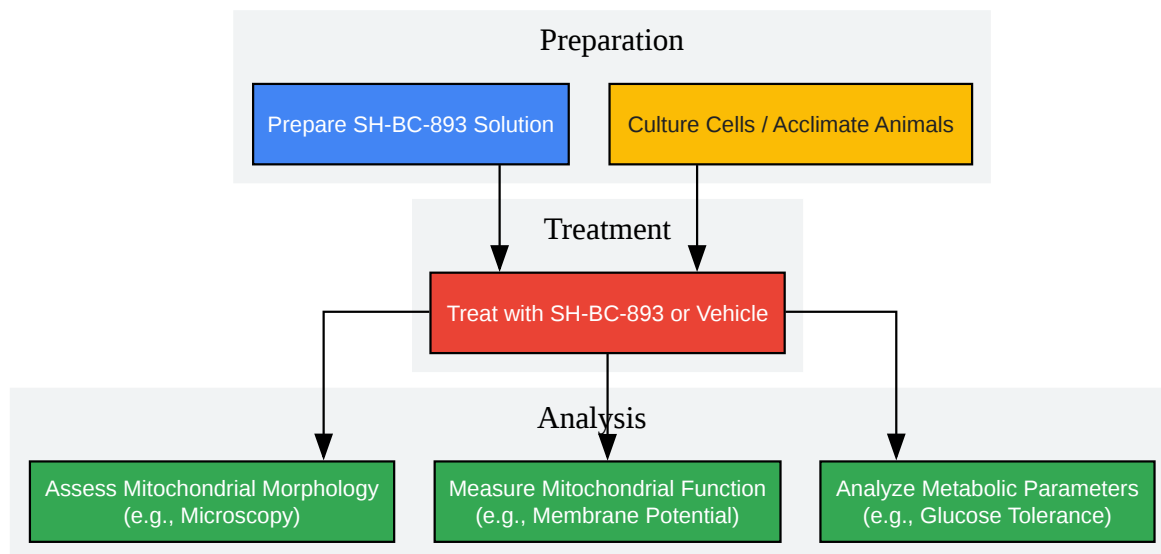 Preparation
Prepare SH-BC-893 Solution
Culture Cells / Acclimate Animals
Treatment
Treat with SH-BC-893 or Vehicle
Analysis
Assess Mitochondrial Morphology
(e.g., Microscopy)
Measure Mitochondrial Function
(e.g., Membrane Potential)
Analyze Metabolic Parameters
(e.g., Glucose Tolerance)